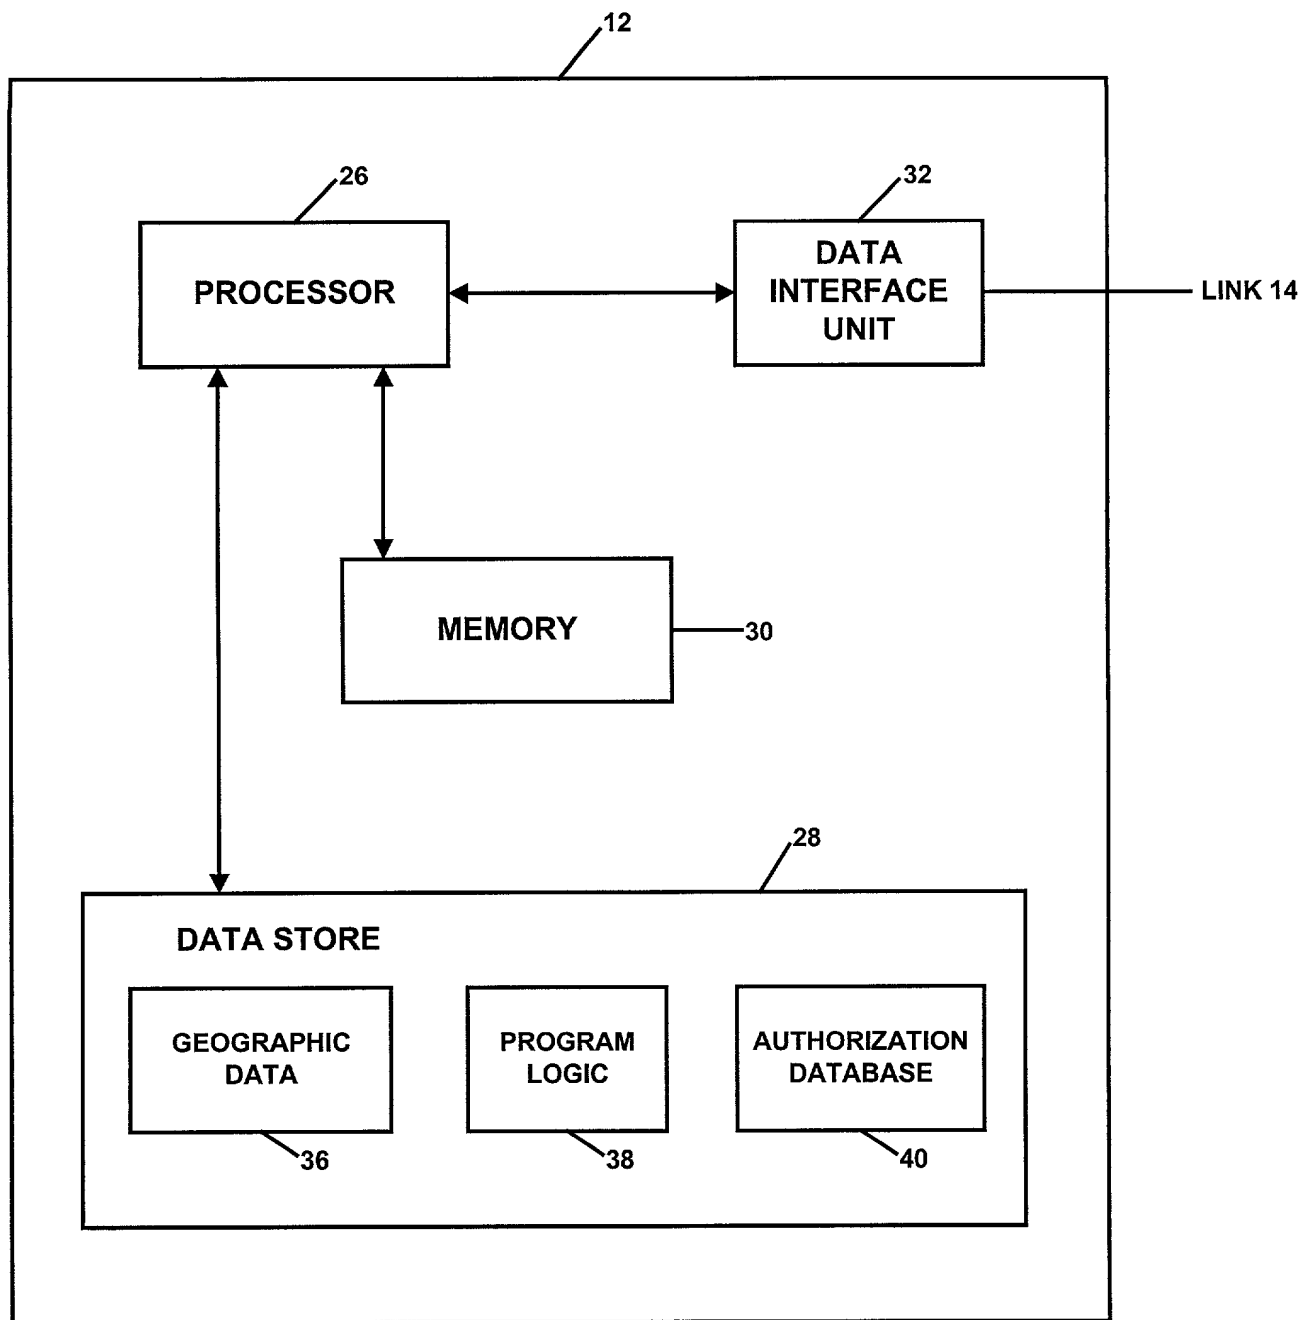 12
26
32
PROCESSOR
DATA
INTERFACE
UNIT
LINK 14
MEMORY
30
28
DATA STORE
GEOGRAPHIC
DATA
PROGRAM
LOGIC
AUTHORIZATION
DATABASE
36
38
40